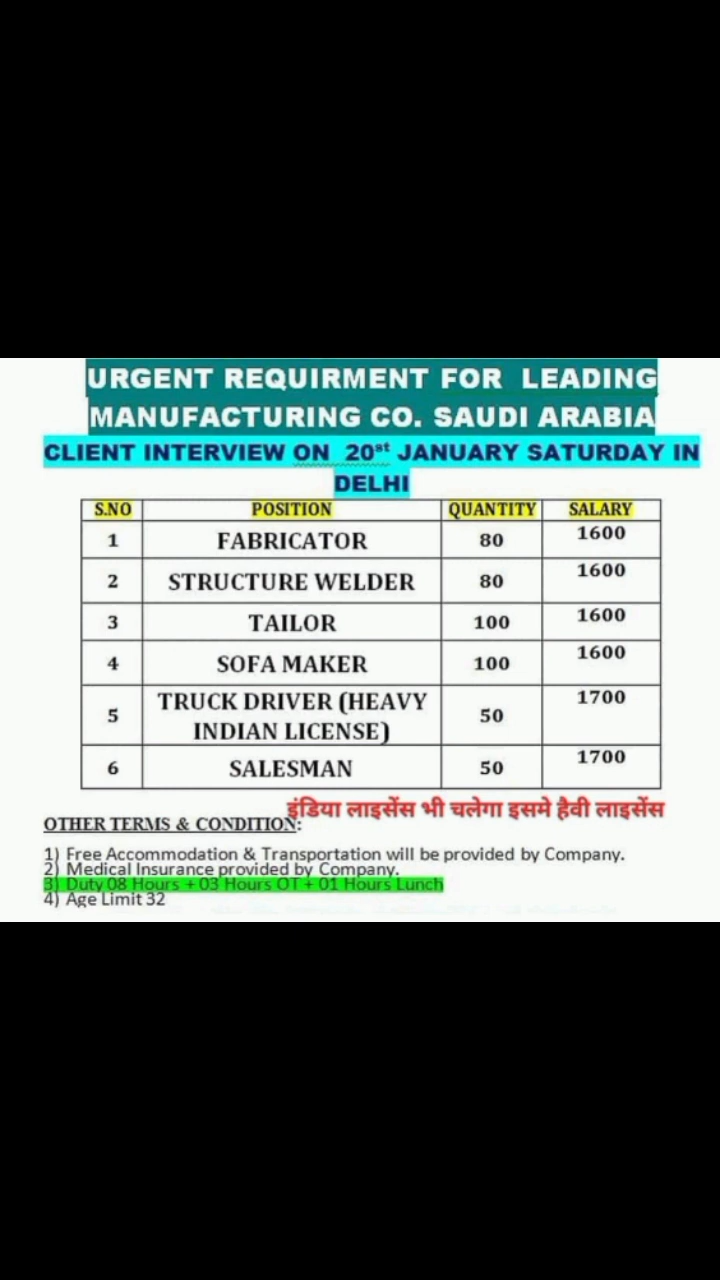 URGENT REQUIRMENT FOR LEADING
MANUFACTURING CO. SAUDI ARABIA
CLIENT INTERVIEW ON 20st JANUARY SATURDAY IN
DELHI
S.NO POSITION QUANTITY SALARY
1 FABRICATOR 80 1600
2 STRUCTURE WELDER 80 1600
3 TAILOR 100 1600
4 SOFA MAKER 100 1600
5 TRUCK DRIVER (HEAVY INDIAN LICENSE) 50 1700
6 SALESMAN 50 1700
इंडिया लाइसेंस भी चलेगा इसमे हैवी लाइसेंस
OTHER TERMS & CONDITION:
1) Free Accommodation & Transportation will be provided by Company.
2) Medical Insurance provided by Company.
3) Duty 08 Hours + 03 Hours OT + 01 Hours Lunch
4) Age Limit 32